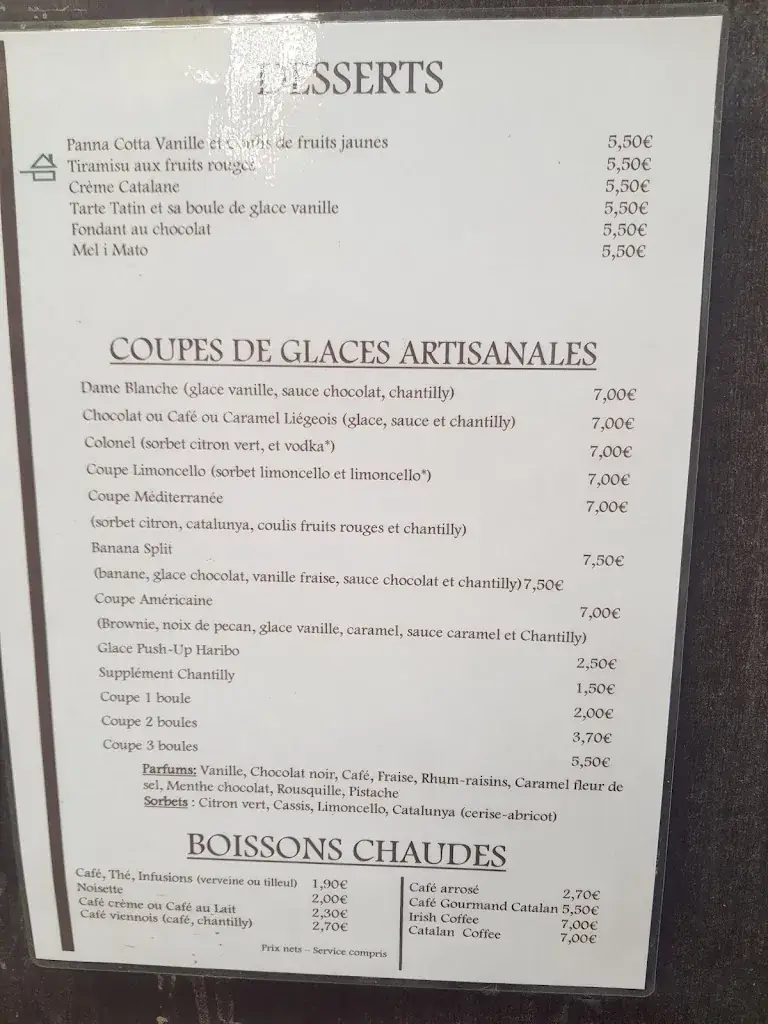 DESSERTS
Panna Cotta Vanille et coulis de fruits jaunes 5,50€
Tiramisu aux fruits rouges 5,50€
Crème Catalane 5,50€
Tarte Tatin et sa boule de glace vanille 5,50€
Fondant au chocolat 5,50€
Mel i Mato 5,50€
COUPES DE GLACES ARTISANALES
Dame Blanche (glace vanille, sauce chocolat, chantilly) 7,00€
Chocolat ou Café ou Caramel Liégeois (glace, sauce et chantilly) 7,00€
Colonel (sorbet citron vert, et vodka*) 7,00€
Coupe Limoncello (sorbet limoncello et limoncello*) 7,00€
Coupe Méditerranée 7,00€
(sorbet citron, catalunya, coulis fruits rouges et chantilly)
Banana Split 7,50€
(banane, glace chocolat, vanille fraise, sauce chocolat et chantilly) 7,50€
Coupe Américaine 7,00€
(Brownie, noix de pecan, glace vanille, caramel, sauce caramel et Chantilly)
Glace Push-Up Haribo 2,50€
Supplément Chantilly 1,50€
Coupe 1 boule 2,00€
Coupe 2 boules 3,70€
Coupe 3 boules 5,50€
Parfums: Vanille, Chocolat noir, Café, Fraise, Rhum-raisins, Caramel fleur de
sel, Menthe chocolat, Rousquille, Pistache
Sorbets : Citron vert, Cassis, Limoncello, Catalunya (cerise-abricot)
BOISSONS CHAUDES
Café, Thé, Infusions (verveine ou tilleul) 1,90€
Noisette 2,00€
Café crème ou Café au Lait 2,30€
Café viennois (café, chantilly) 2,70€
Café arrosé 2,70€
Café Gourmand Catalan 5,50€
Irish Coffee 7,00€
Catalan Coffee 7,00€
Prix nets – Service compris